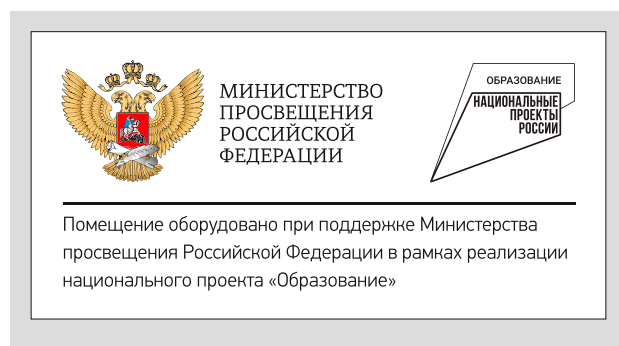 МИНИСТЕРСТВО
ПРОСВЕЩЕНИЯ
РОССИЙСКОЙ
ФЕДЕРАЦИИ
ОБРАЗОВАНИЕ
НАЦИОНАЛЬНЫЕ
ПРОЕКТЫ
РОССИИ
Помещение оборудовано при поддержке Министерства
просвещения Российской Федерации в рамках реализации
национального проекта «Образование»